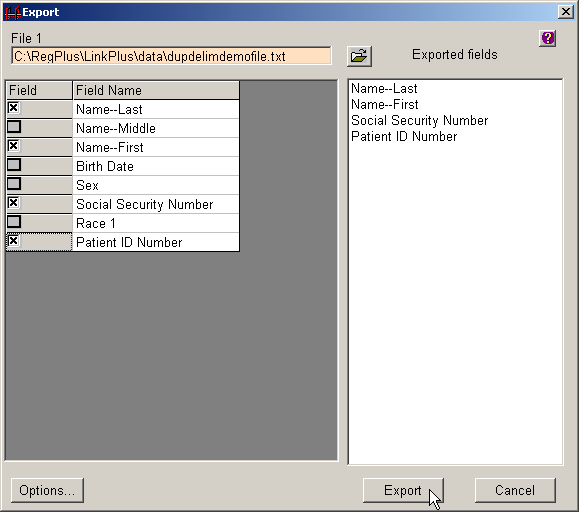 Export
File 1
C:\RegPlus\LinkPlus\data\dupdelimdemofile.txt
Exported fields
?
Field Field Name
Name--Last
Name--Middle
Name--First
Birth Date
Sex
Social Security Number
Race 1
Patient ID Number
Name--Last
Name--First
Social Security Number
Patient ID Number
Options...
Export
Cancel